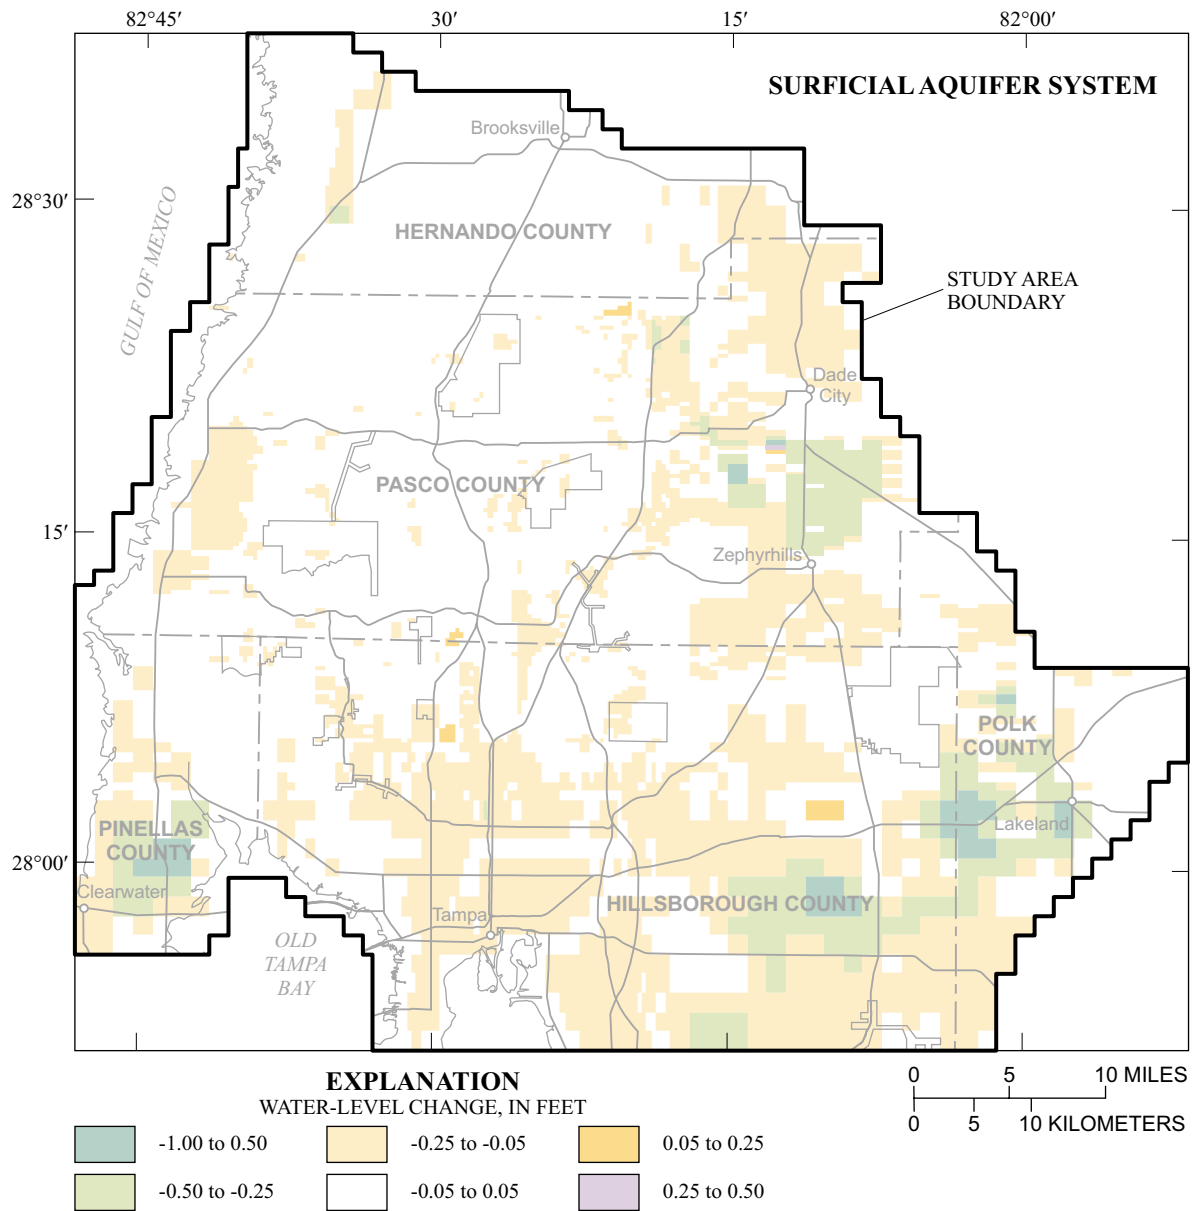 82°45′ 30′ 15′ 82°00′
SURFICIAL AQUIFER SYSTEM
Brooksville
28°30′
HERNANDO COUNTY
GULF OF MEXICO
STUDY AREA
BOUNDARY
Dade
City
PASCO COUNTY
15′
Zephyrhills
POLK
COUNTY
PINELLAS
COUNTY
Lakeland
28°00′
Clearwater
HILLSBOROUGH COUNTY
Tampa
OLD
TAMPA
BAY
EXPLANATION
WATER-LEVEL CHANGE, IN FEET
0 5 10 MILES
0 5 10 KILOMETERS
-1.00 to 0.50 -0.25 to -0.05 0.05 to 0.25
-0.50 to -0.25 -0.05 to 0.05 0.25 to 0.50